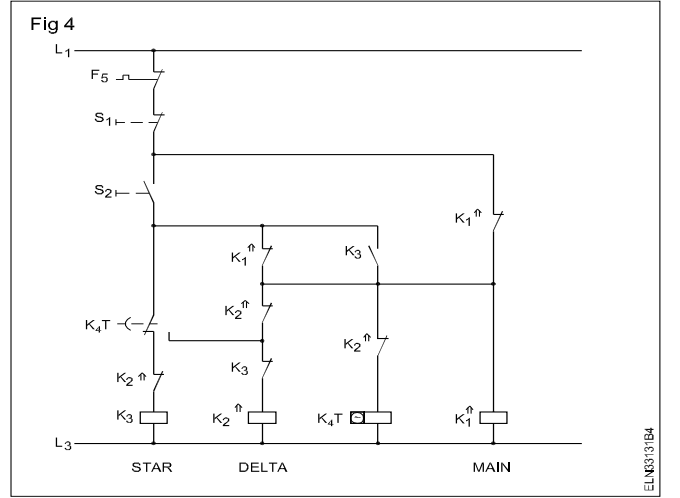 Fig 4
L1
F5
S1
S2
K1
K1
K3
K2
K4T
K2
K2
K3
K3
K2
K4T
K1
L3
STAR DELTA MAIN
ELN33131B4